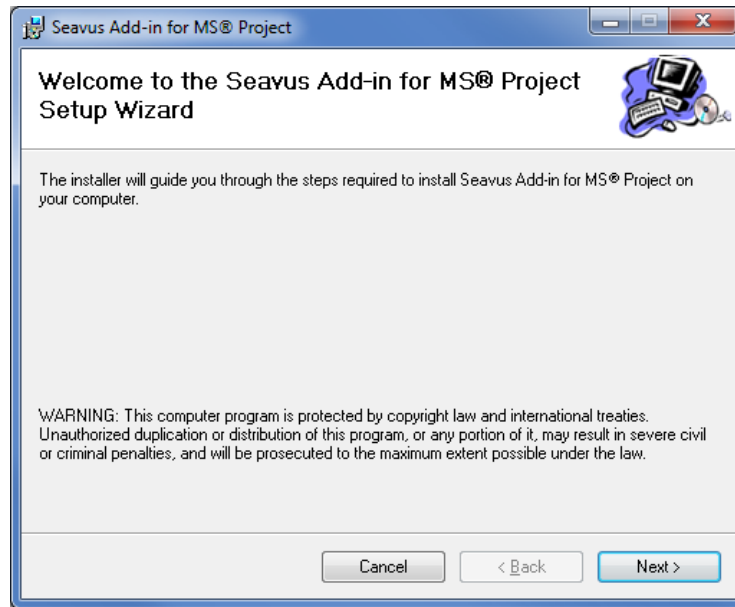 Seavus Add-in for MS® Project
Welcome to the Seavus Add-in for MS® Project
Setup Wizard
The installer will guide you through the steps required to install Seavus Add-in for MS® Project on
your computer.
WARNING: This computer program is protected by copyright law and international treaties.
Unauthorized duplication or distribution of this program, or any portion of it, may result in severe civil
or criminal penalties, and will be prosecuted to the maximum extent possible under the law.
Cancel
< Back
Next >